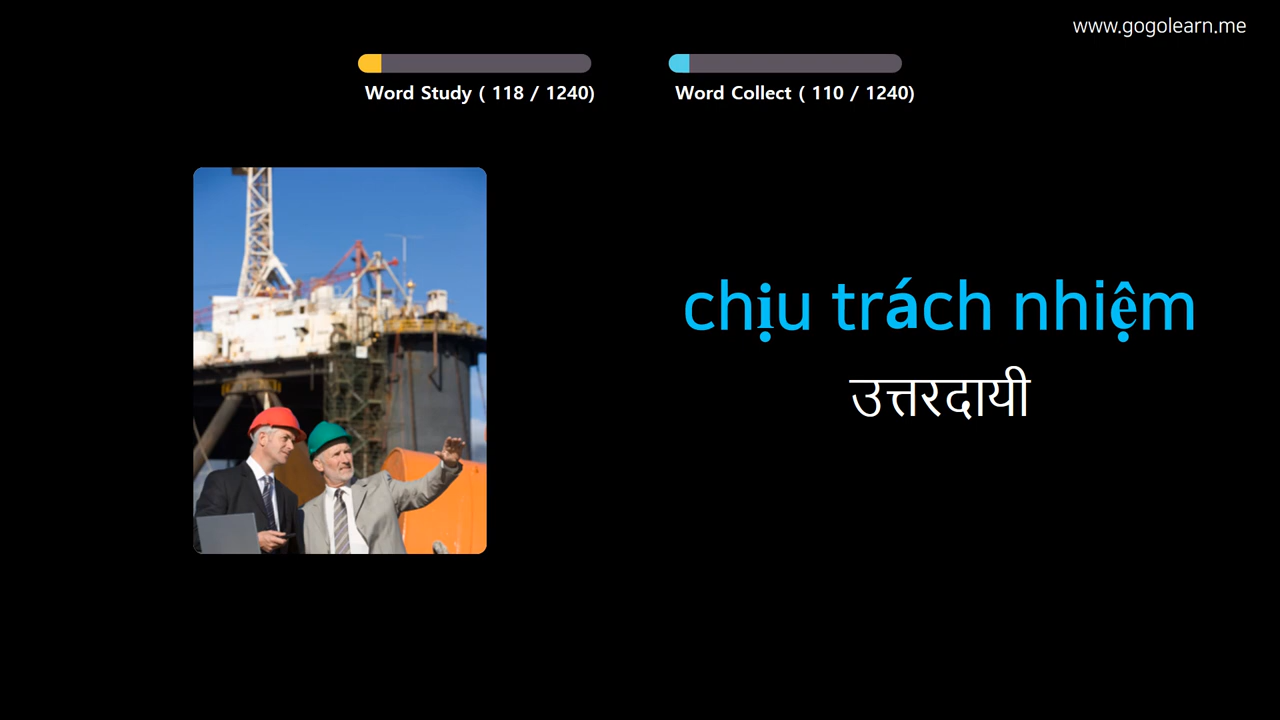 www.gogolearn.me
Word Study ( 118 / 1240)
Word Collect ( 110 / 1240)
chịu trách nhiệm
उत्तरदायी